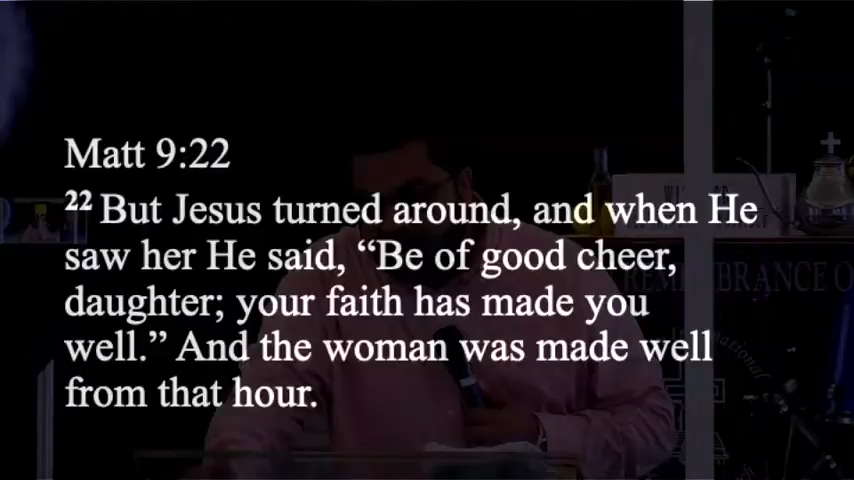 Matt 9:22
22 But Jesus turned around, and when He
saw her He said, “Be of good cheer,
daughter; your faith has made you
well.” And the woman was made well
from that hour.
BRANCE O